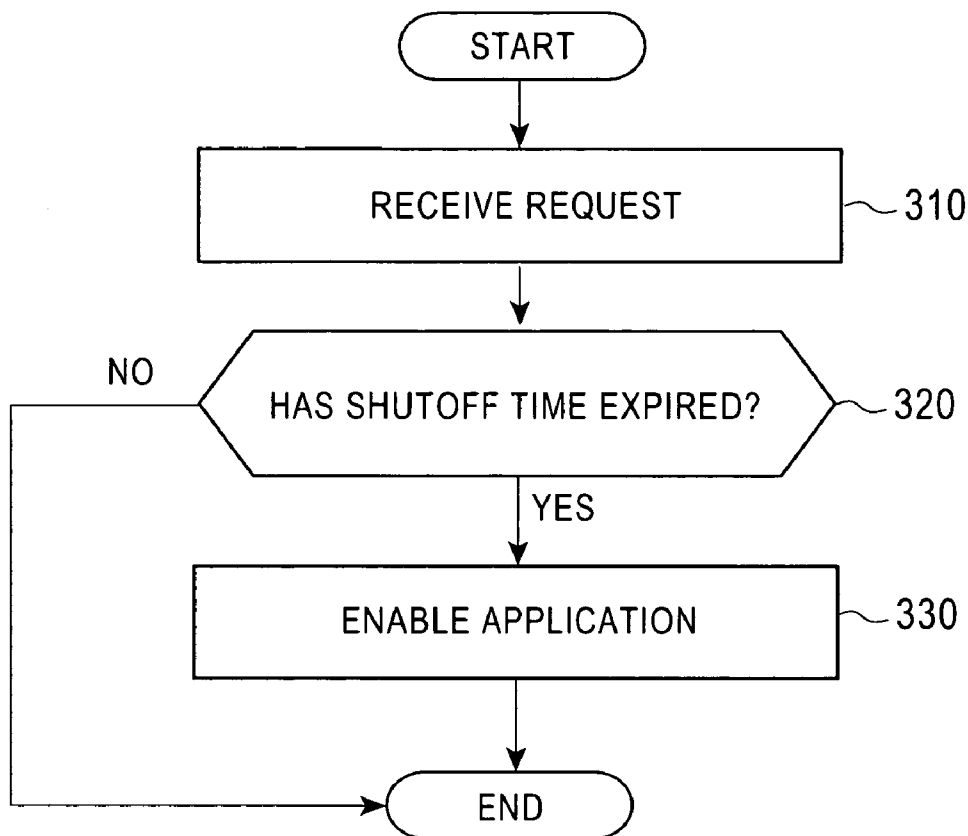 START
RECEIVE REQUEST
310
NO
HAS SHUTOFF TIME EXPIRED?
320
YES
ENABLE APPLICATION
330
END